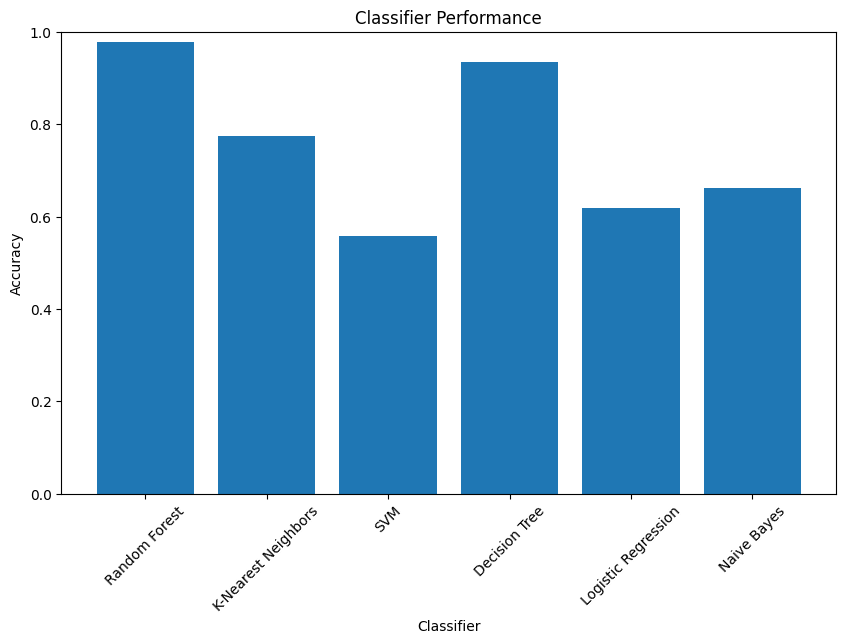 Classifier Performance
1.0
0.8
0.6
0.4
0.2
0.0
Accuracy
Random Forest
K-Nearest Neighbors
SVM
Decision Tree
Logistic Regression
Naive Bayes
Classifier